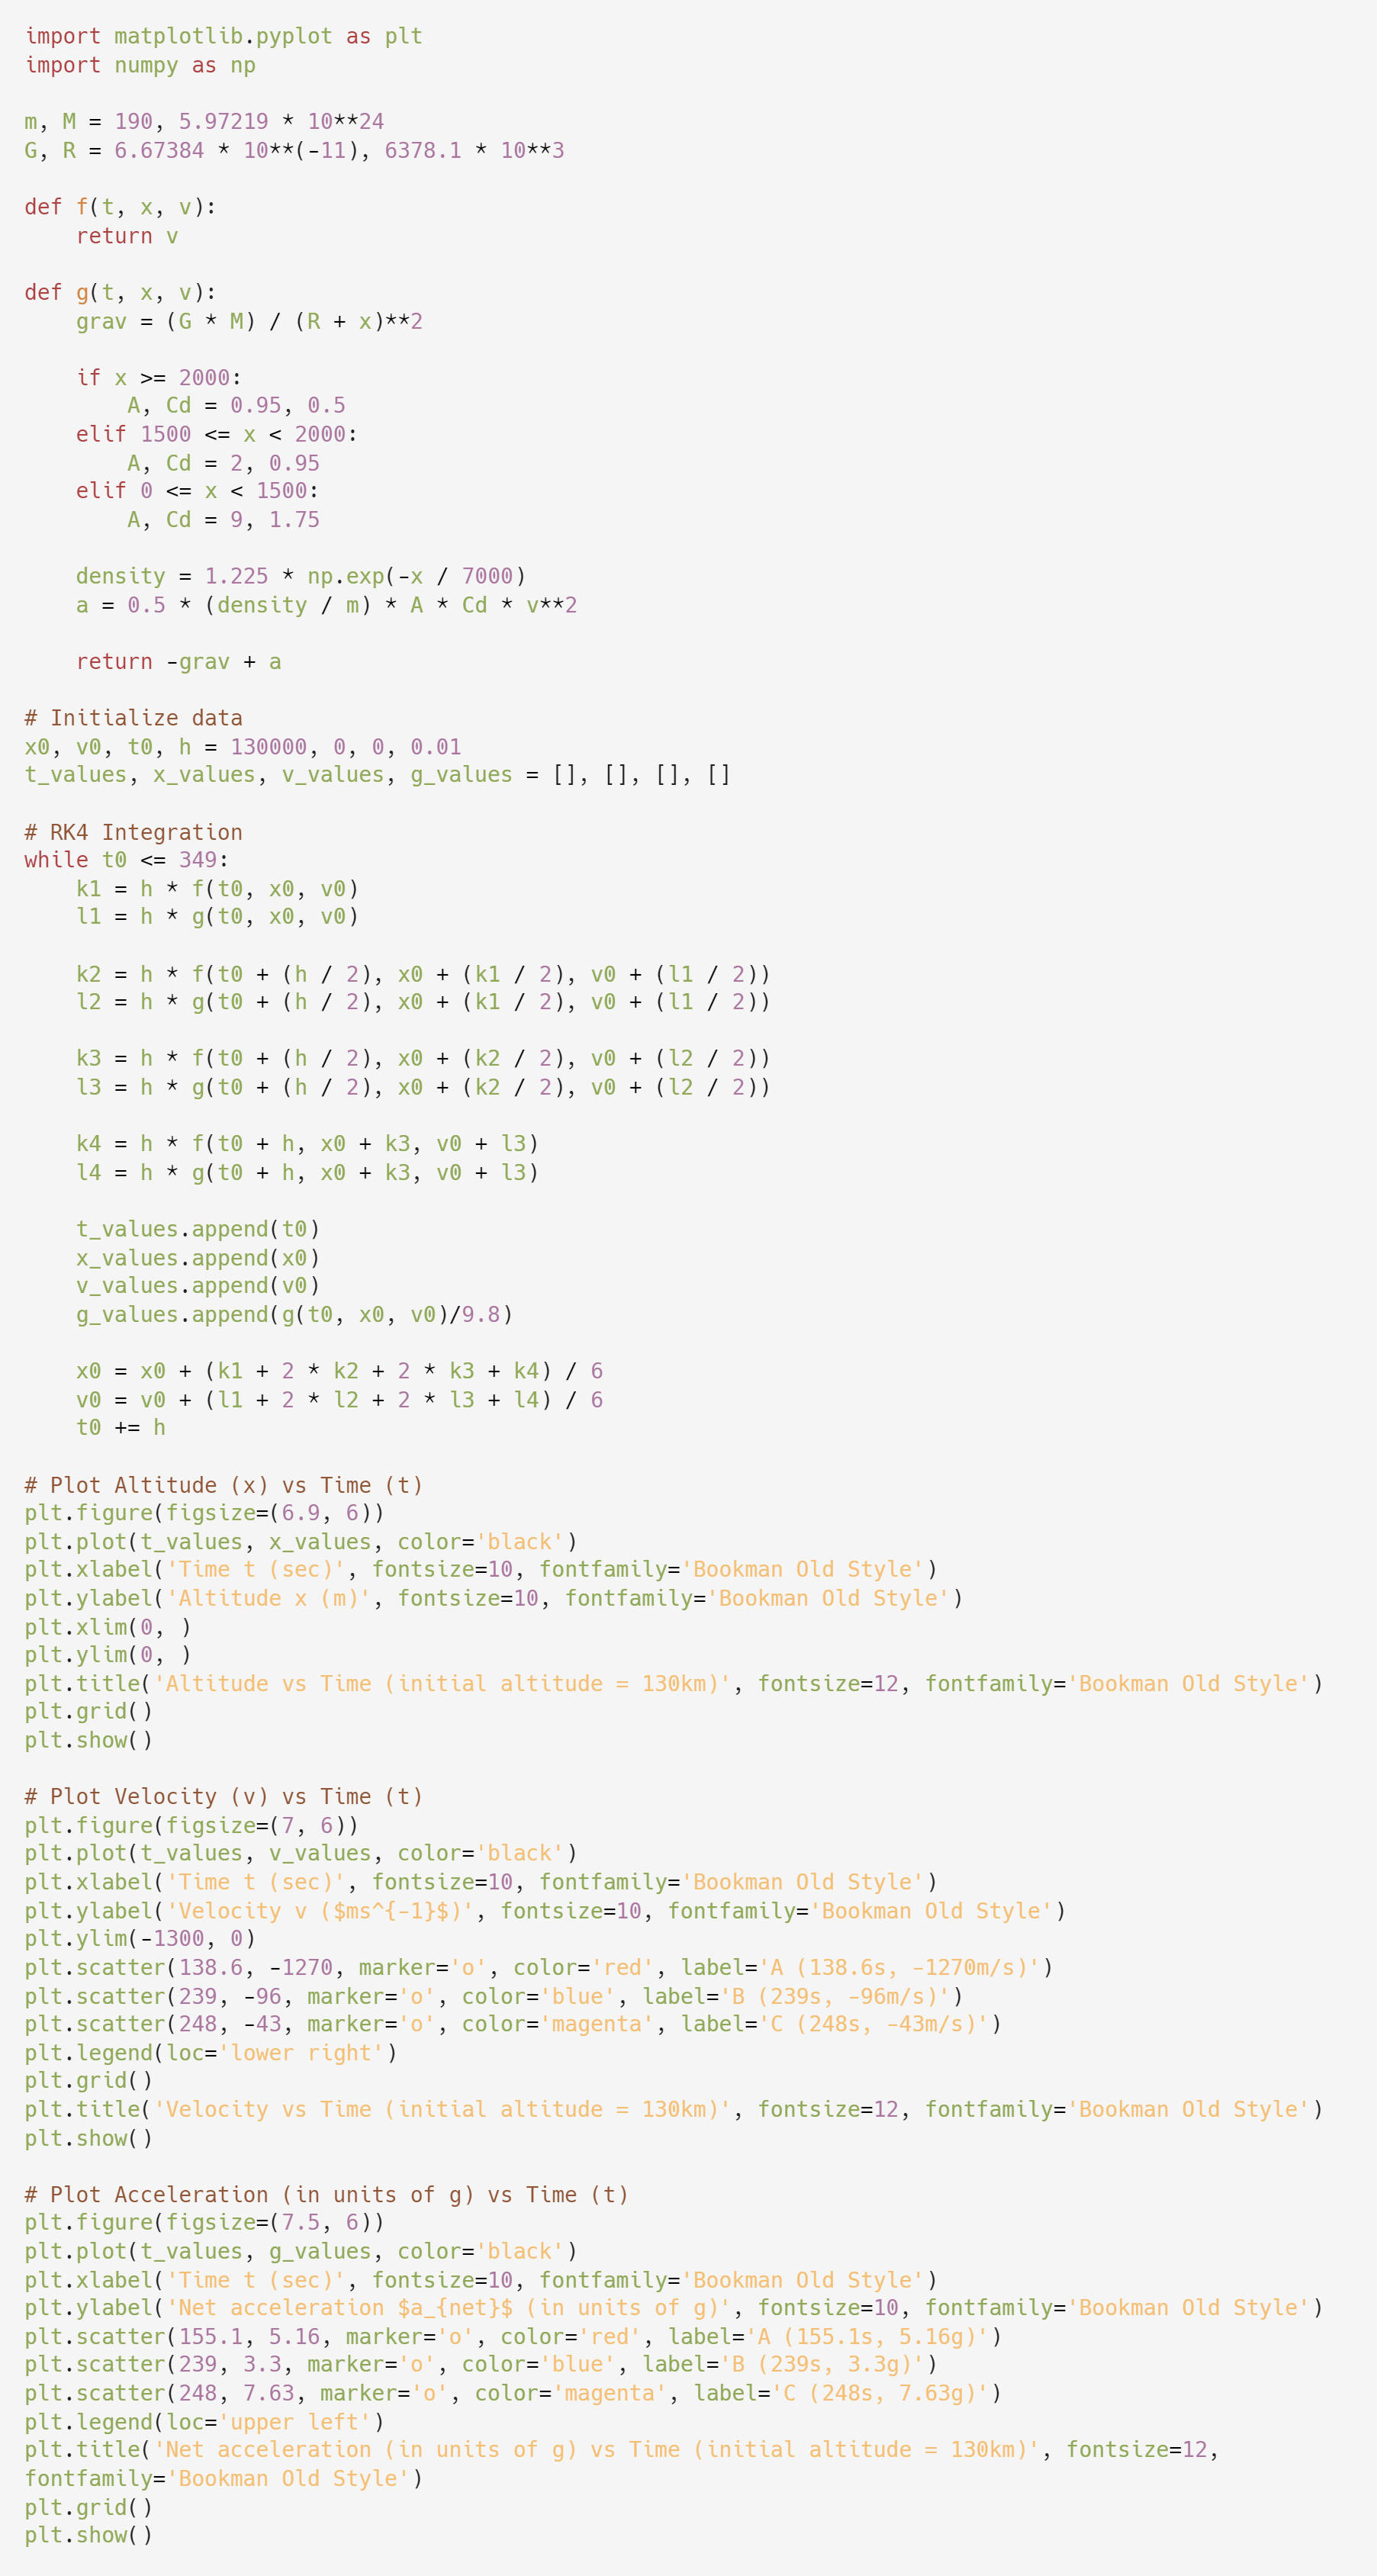 import matplotlib.pyplot as plt
import numpy as np

m, M = 190, 5.97219 * 10**24
G, R = 6.67384 * 10**(-11), 6378.1 * 10**3

def f(t, x, v):
    return v

def g(t, x, v):
    grav = (G * M) / (R + x)**2

    if x >= 2000:
        A, Cd = 0.95, 0.5
    elif 1500 <= x < 2000:
        A, Cd = 2, 0.95
    elif 0 <= x < 1500:
        A, Cd = 9, 1.75

    density = 1.225 * np.exp(-x / 7000)
    a = 0.5 * (density / m) * A * Cd * v**2

    return -grav + a

# Initialize data
x0, v0, t0, h = 130000, 0, 0, 0.01
t_values, x_values, v_values, g_values = [], [], [], []

# RK4 Integration
while t0 <= 349:
    k1 = h * f(t0, x0, v0)
    l1 = h * g(t0, x0, v0)

    k2 = h * f(t0 + (h / 2), x0 + (k1 / 2), v0 + (l1 / 2))
    l2 = h * g(t0 + (h / 2), x0 + (k1 / 2), v0 + (l1 / 2))

    k3 = h * f(t0 + (h / 2), x0 + (k2 / 2), v0 + (l2 / 2))
    l3 = h * g(t0 + (h / 2), x0 + (k2 / 2), v0 + (l2 / 2))

    k4 = h * f(t0 + h, x0 + k3, v0 + l3)
    l4 = h * g(t0 + h, x0 + k3, v0 + l3)

    t_values.append(t0)
    x_values.append(x0)
    v_values.append(v0)
    g_values.append(g(t0, x0, v0)/9.8)

    x0 = x0 + (k1 + 2 * k2 + 2 * k3 + k4) / 6
    v0 = v0 + (l1 + 2 * l2 + 2 * l3 + l4) / 6
    t0 += h

# Plot Altitude (x) vs Time (t)
plt.figure(figsize=(6.9, 6))
plt.plot(t_values, x_values, color='black')
plt.xlabel('Time t (sec)', fontsize=10, fontfamily='Bookman Old Style')
plt.ylabel('Altitude x (m)', fontsize=10, fontfamily='Bookman Old Style')
plt.xlim(0, )
plt.ylim(0, )
plt.title('Altitude vs Time (initial altitude = 130km)', fontsize=12, fontfamily='Bookman Old Style')
plt.grid()
plt.show()

# Plot Velocity (v) vs Time (t)
plt.figure(figsize=(7, 6))
plt.plot(t_values, v_values, color='black')
plt.xlabel('Time t (sec)', fontsize=10, fontfamily='Bookman Old Style')
plt.ylabel('Velocity v ($ms^{-1}$)', fontsize=10, fontfamily='Bookman Old Style')
plt.ylim(-1300, 0)
plt.scatter(138.6, -1270, marker='o', color='red', label='A (138.6s, -1270m/s)')
plt.scatter(239, -96, marker='o', color='blue', label='B (239s, -96m/s)')
plt.scatter(248, -43, marker='o', color='magenta', label='C (248s, -43m/s)')
plt.legend(loc='lower right')
plt.grid()
plt.title('Velocity vs Time (initial altitude = 130km)', fontsize=12, fontfamily='Bookman Old Style')
plt.show()

# Plot Acceleration (in units of g) vs Time (t)
plt.figure(figsize=(7.5, 6))
plt.plot(t_values, g_values, color='black')
plt.xlabel('Time t (sec)', fontsize=10, fontfamily='Bookman Old Style')
plt.ylabel('Net acceleration $a_{net}$ (in units of g)', fontsize=10, fontfamily='Bookman Old Style')
plt.scatter(155.1, 5.16, marker='o', color='red', label='A (155.1s, 5.16g)')
plt.scatter(239, 3.3, marker='o', color='blue', label='B (239s, 3.3g)')
plt.scatter(248, 7.63, marker='o', color='magenta', label='C (248s, 7.63g)')
plt.legend(loc='upper left')
plt.title('Net acceleration (in units of g) vs Time (initial altitude = 130km)', fontsize=12,
fontfamily='Bookman Old Style')
plt.grid()
plt.show()